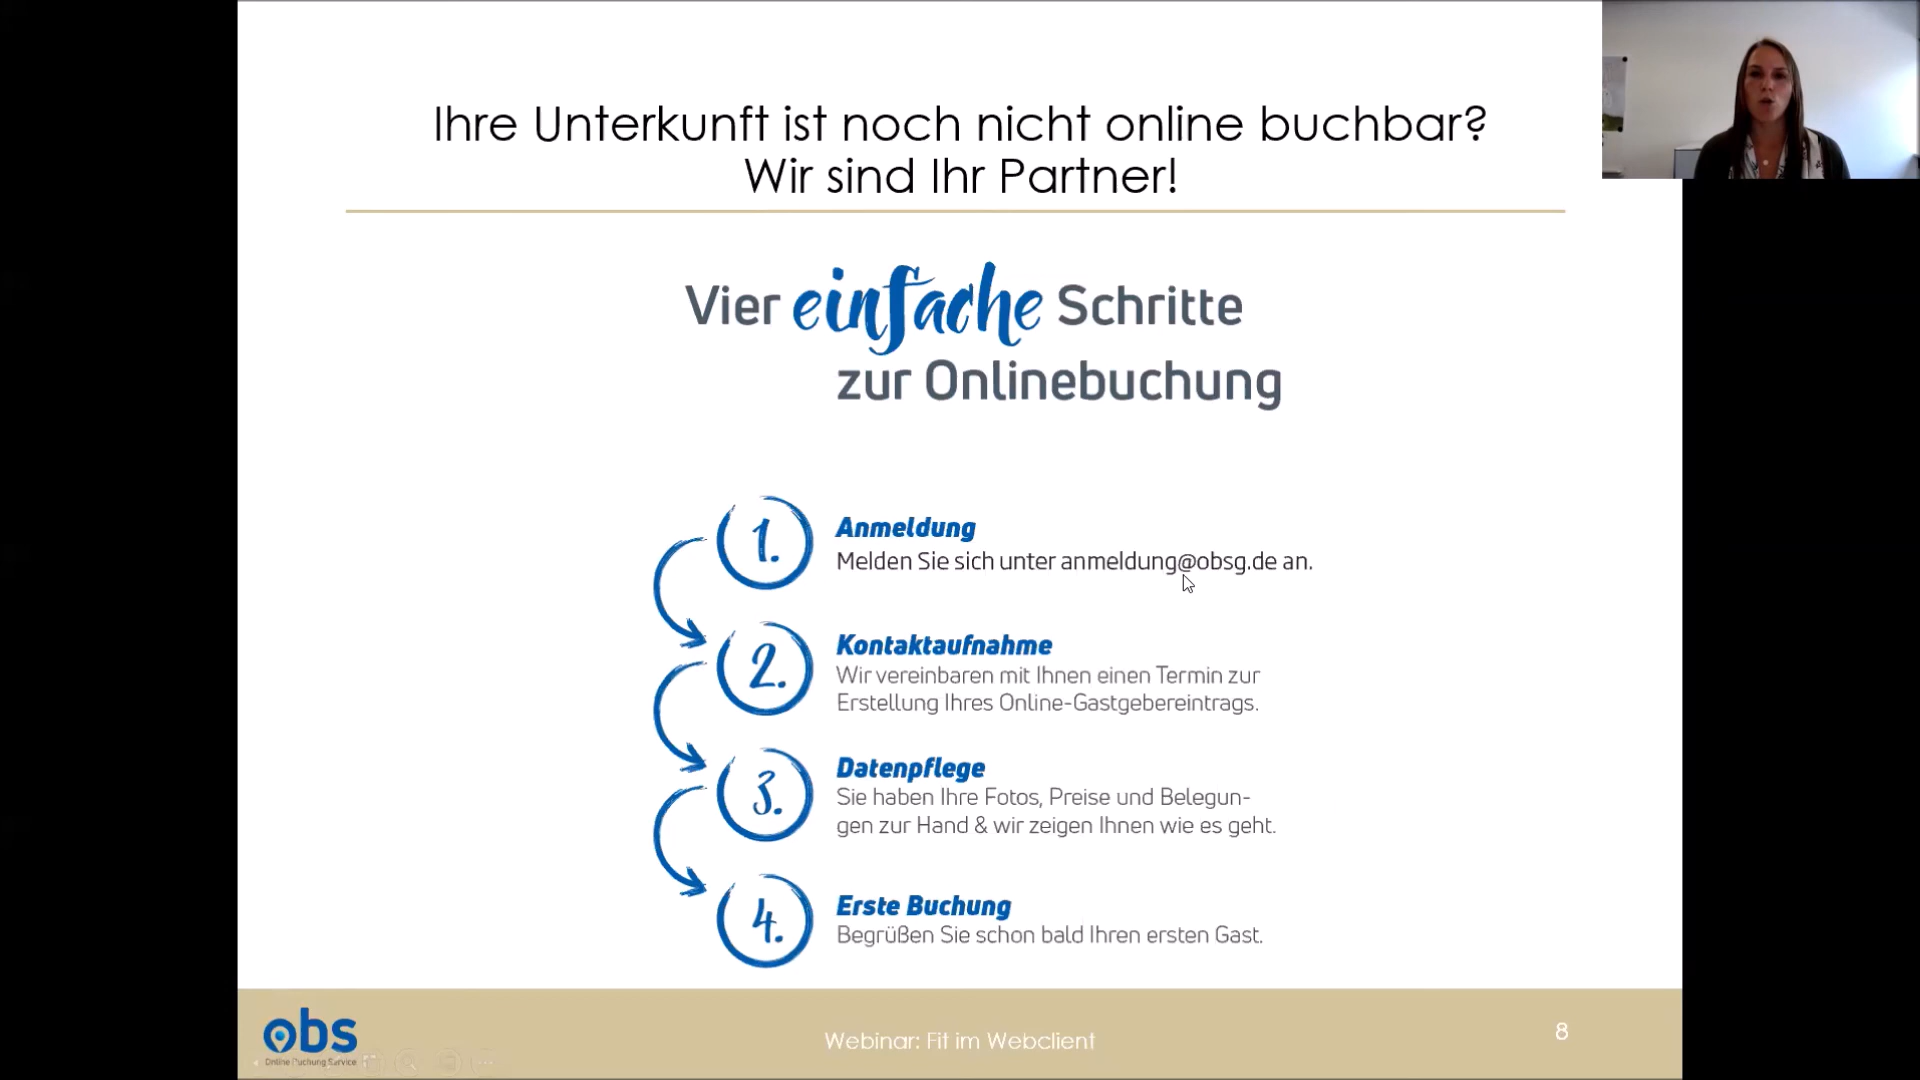 Ihre Unterkunft ist noch nicht online buchbar?
Wir sind Ihr Partner!
Vier einfache Schritte
zur Onlinebuchung
1.
Anmeldung
Melden Sie sich unter anmeldung@obsg.de an.
2.
Kontaktaufnahme
Wir vereinbaren mit Ihnen einen Termin zur
Erstellung Ihres Online-Gastgebereintrags.
3.
Datenpflege
Sie haben Ihre Fotos, Preise und Belegun-
gen zur Hand & wir zeigen Ihnen wie es geht.
4.
Erste Buchung
Begrüßen Sie schon bald Ihren ersten Gast.
obs
Online Buchung Service
Webinar: Fit im Webclient
8